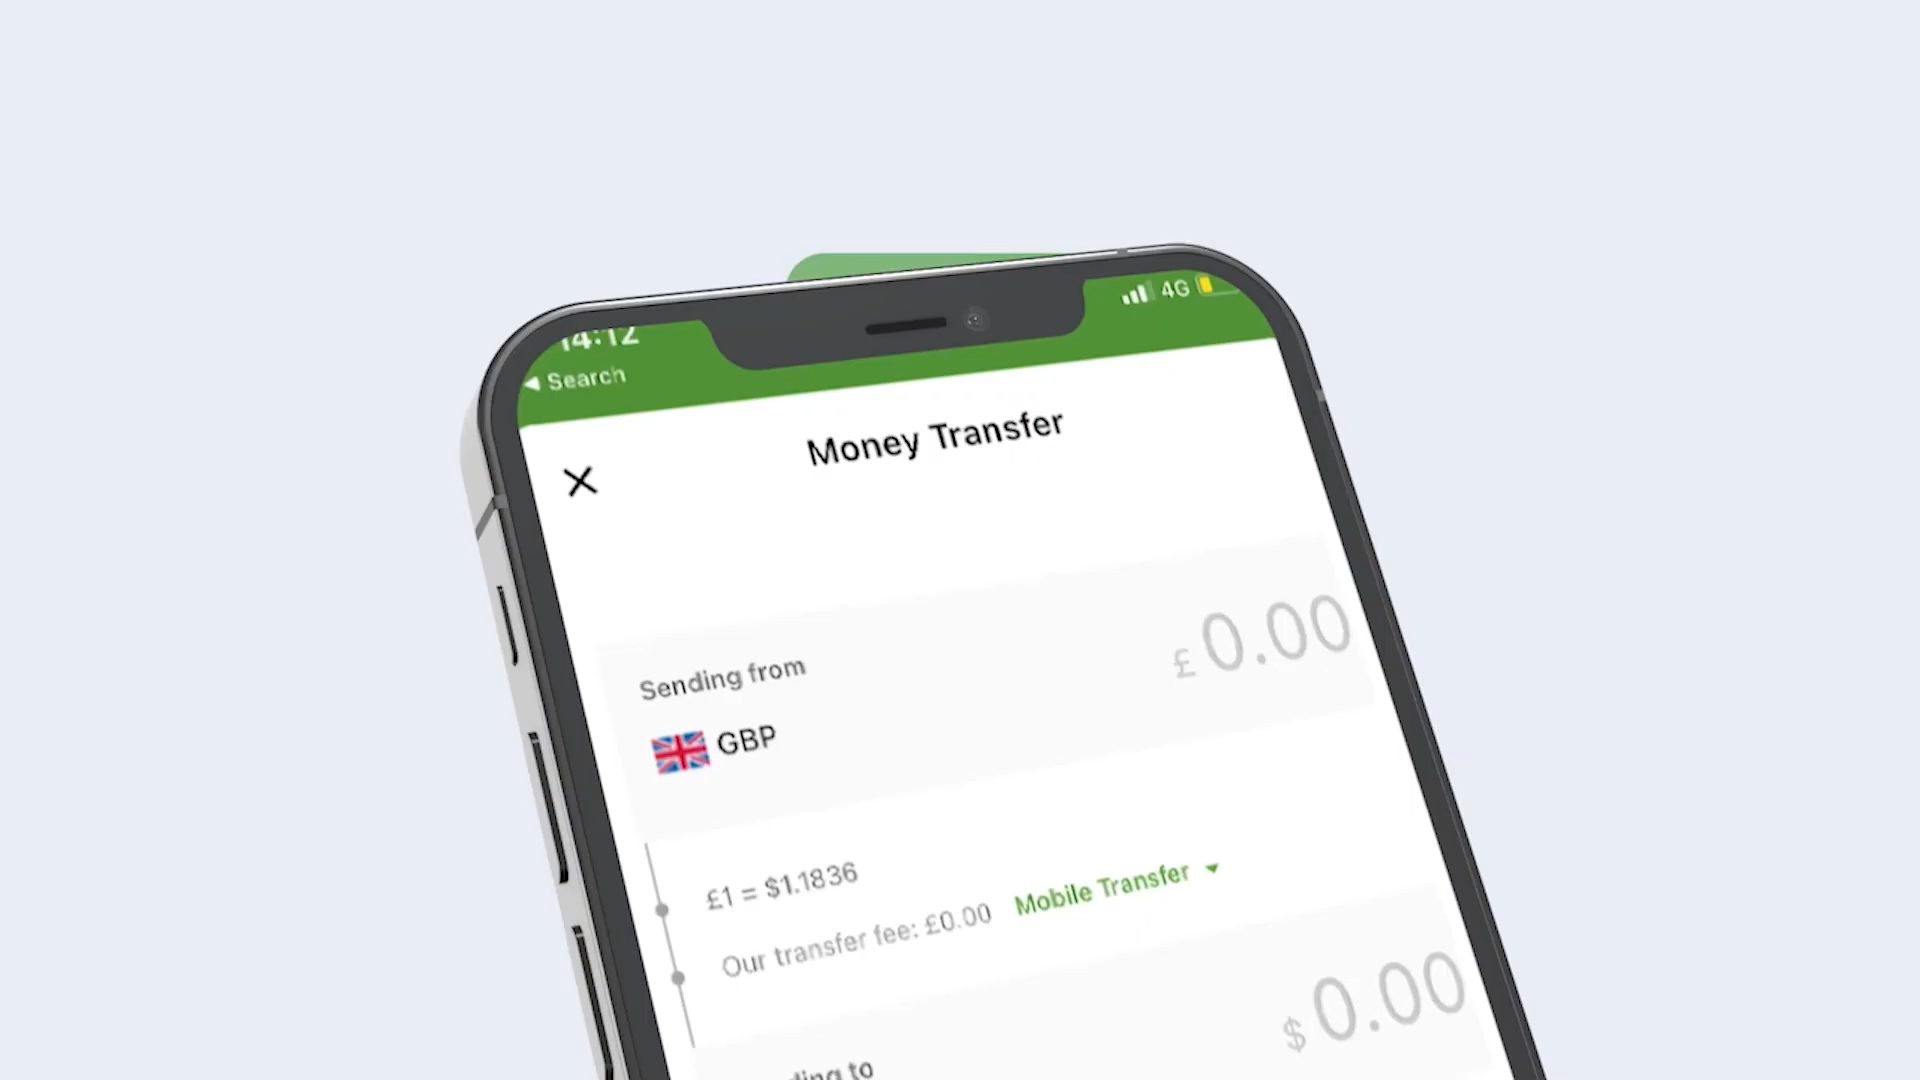 14:12
4G
◀ Search
Money Transfer
Sending from
£0.00
GBP
£1 = $1.1836
Our transfer fee: £0.00 Mobile Transfer
$0.00
to